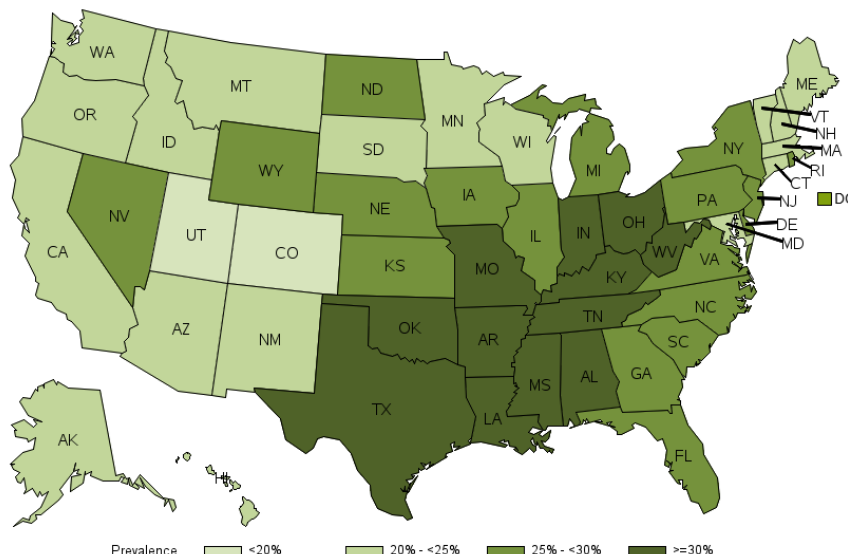 WA
MT
ND
MN
ME
OR
ID
SD
WI
VT
NH
MA
NY
MI
RI
WY
CT
IA
PA
NJ
DC
NE
NV
OH
IN
IL
DE
UT
CO
MD
CA
WV
VA
KS
MO
KY
NC
TN
OK
AZ
NM
AR
SC
GA
MS
AL
TX
LA
AK
FL
HI
Prevalence <20% 20% - <25% 25% - <30% >=30%